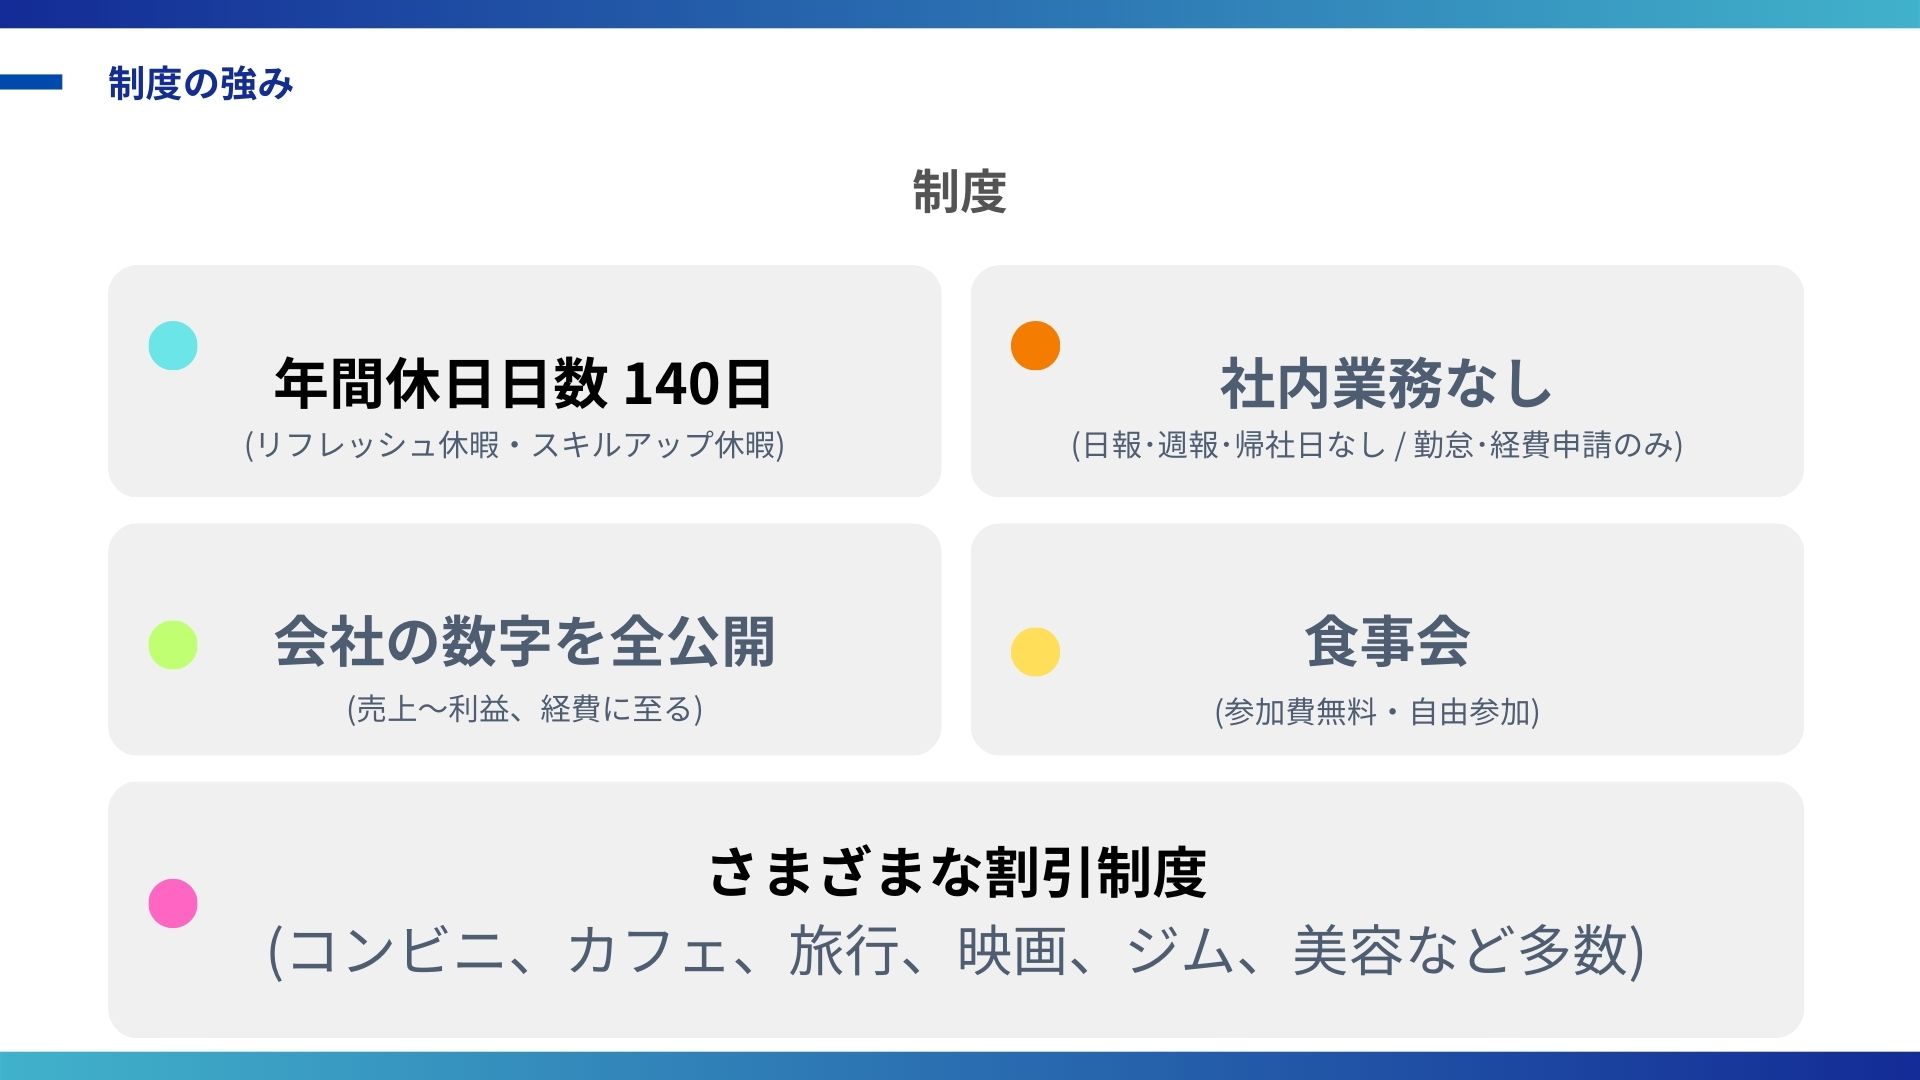 制度の強み
制度
年間休日日数 140日
(リフレッシュ休暇・スキルアップ休暇)
社内業務なし
(日報･週報･帰社日なし / 勤怠･経費申請のみ)
会社の数字を全公開
(売上～利益、経費に至る)
食事会
(参加費無料・自由参加)
さまざまな割引制度
(コンビニ、カフェ、旅行、映画、ジム、美容など多数)